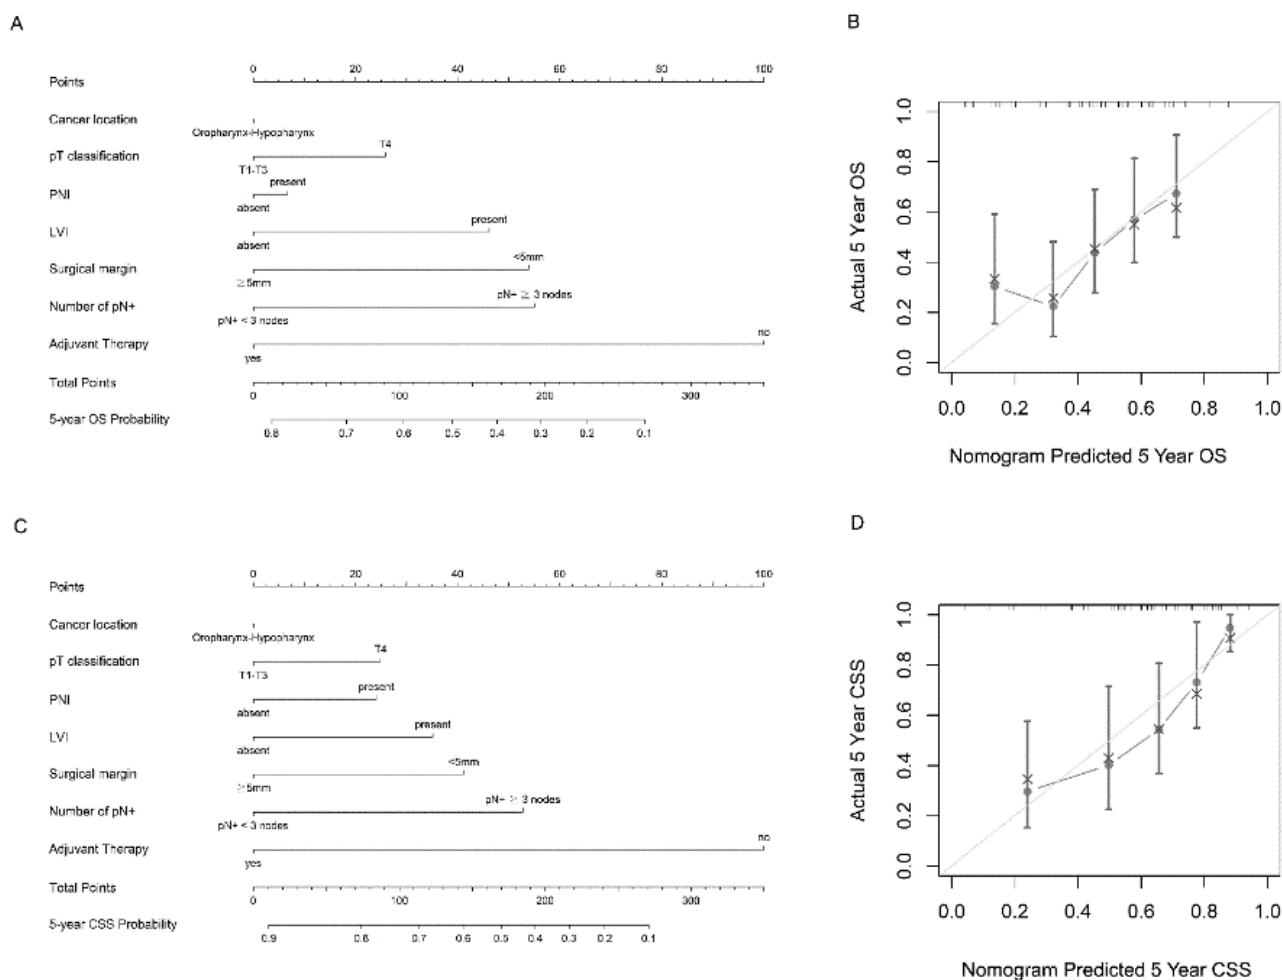 A
Points
0 20 40 60 80 100
Cancer location
Oropharynx-Hypopharynx
pT classification
T4
T1-T3
PNI
present
absent
LVI
present
absent
Surgical margin
<5mm
≥5mm
Number of pN+
pN+ ≥ 3 nodes
pN+ < 3 nodes
Adjuvant Therapy
no
yes
Total Points
0 100 200 300
5-year OS Probability
0.8 0.7 0.6 0.5 0.4 0.3 0.2 0.1
B
Actual 5 Year OS
1.0
0.8
0.6
0.4
0.2
0.0
0.0 0.2 0.4 0.6 0.8 1.0
Nomogram Predicted 5 Year OS
C
Points
0 20 40 60 80 100
Cancer location
Oropharynx-Hypopharynx
pT classification
T4
T1-T3
PNI
present
absent
LVI
present
absent
Surgical margin
<5mm
≥5mm
Number of pN+
pN+ ≥ 3 nodes
pN+ < 3 nodes
Adjuvant Therapy
no
yes
Total Points
0 100 200 300
5-year CSS Probability
0.9 0.8 0.7 0.6 0.5 0.4 0.3 0.2 0.1
D
Actual 5 Year CSS
1.0
0.8
0.6
0.4
0.2
0.0
0.0 0.2 0.4 0.6 0.8 1.0
Nomogram Predicted 5 Year CSS